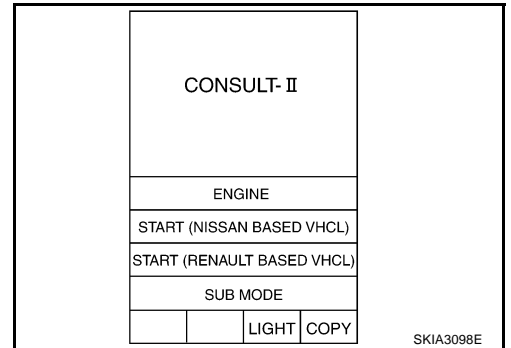 CONSULT-II
ENGINE
START (NISSAN BASED VHCL)
START (RENAULT BASED VHCL)
SUB MODE
LIGHT COPY
SKIA3098E